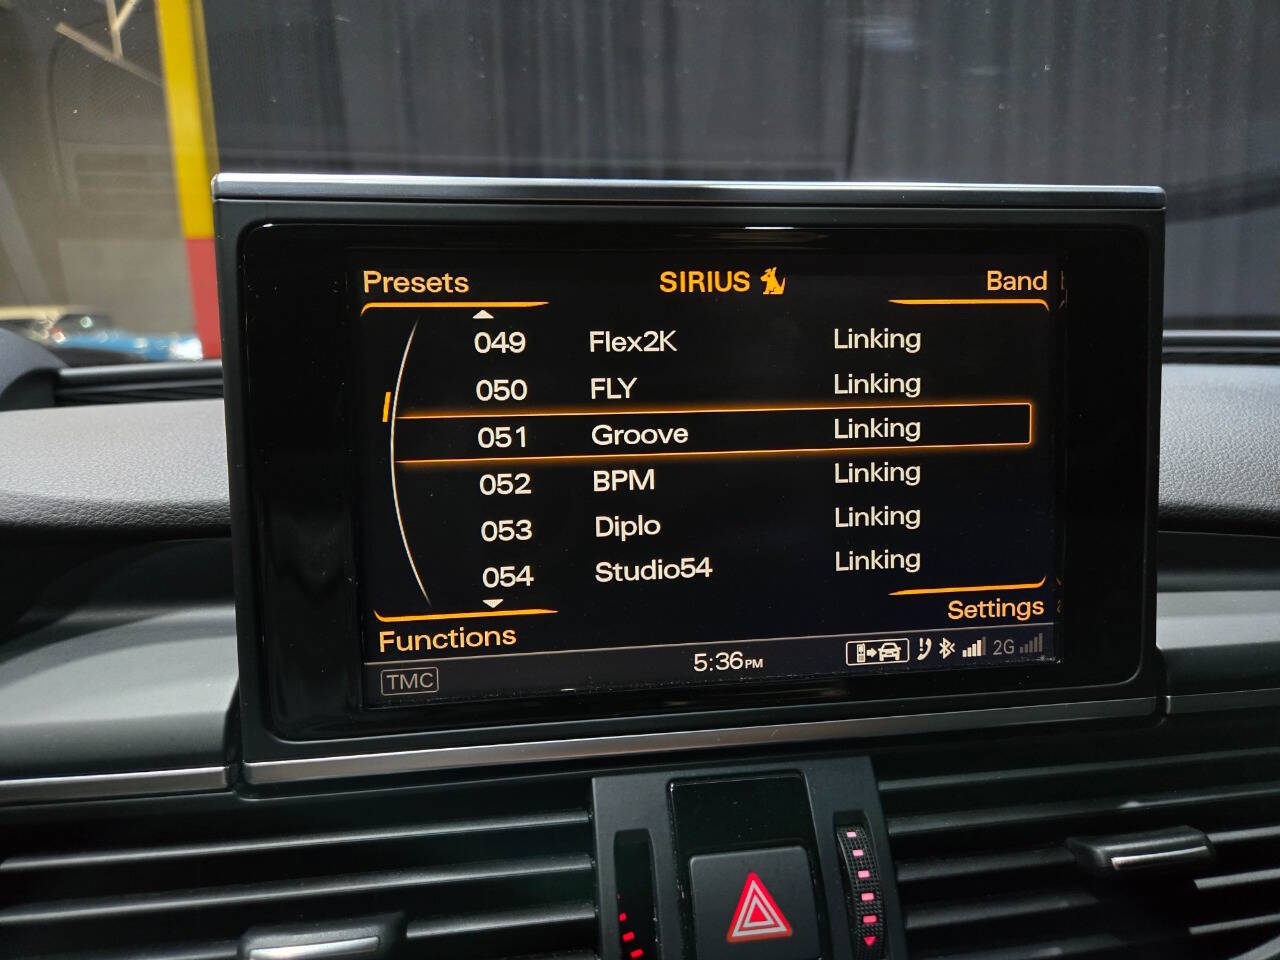 Presets SIRIUS Band
049 Flex2K Linking
050 FLY Linking
051 Groove Linking
052 BPM Linking
053 Diplo Linking
054 Studio54 Linking
Functions Settings
TMC 5:36PM 2G